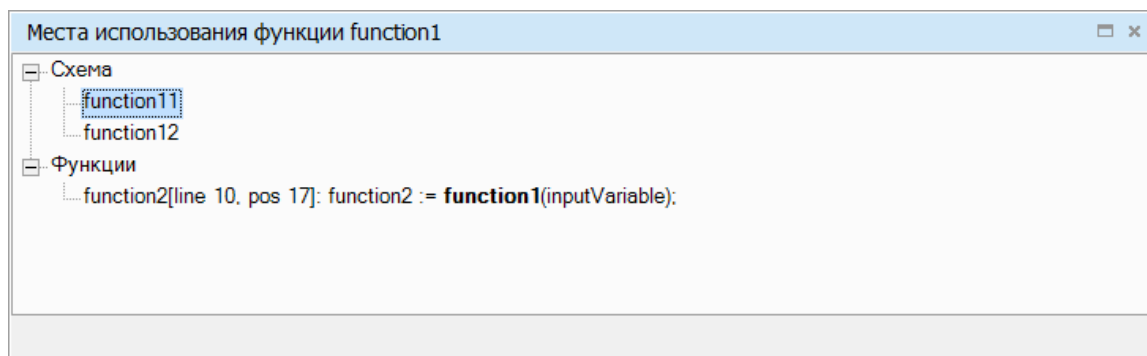 Места использования функции function1
Схема
function11
function12
Функции
function2[line 10, pos 17]: function2 := function1(inputVariable);